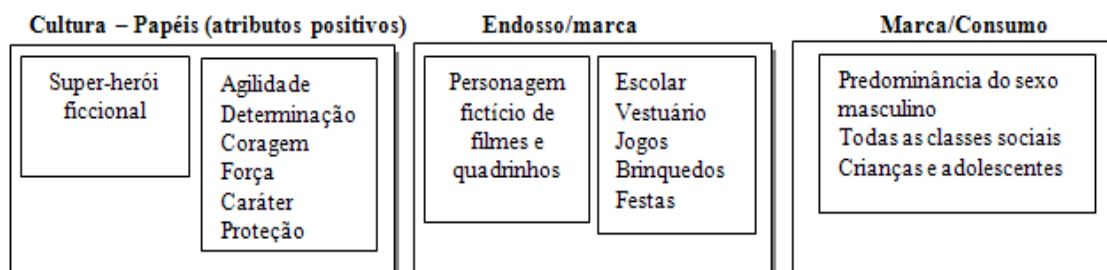 Cultura – Papéis (atributos positivos)
Super-herói
ficcional
Agilidade
Determinação
Coragem
Força
Caráter
Proteção
Endosso/marca
Personagem
fictício de
filmes e
quadrinhos
Escolar
Vestuário
Jogos
Brinquedos
Festas
Marca/Consumo
Predominância do sexo
masculino
Todas as classes sociais
Crianças e adolescentes